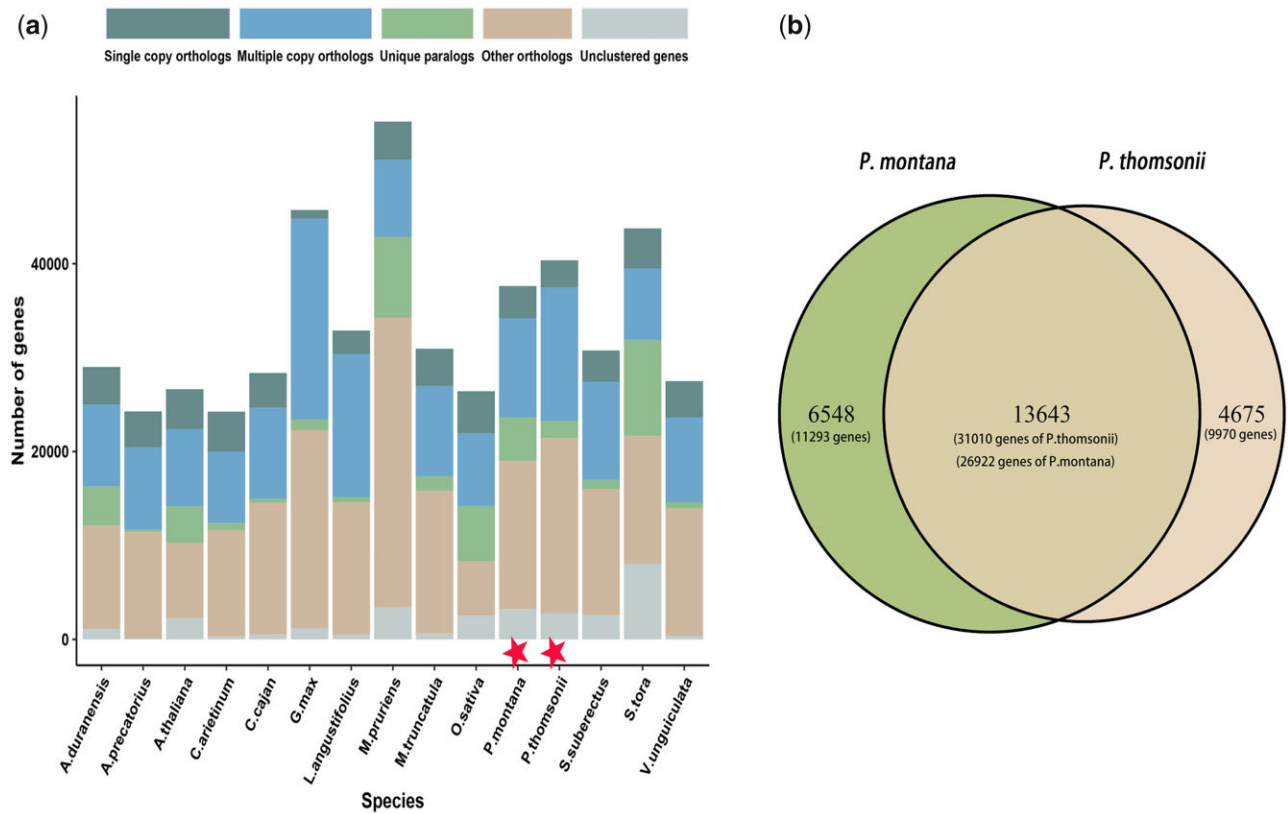 (a)
Single copy orthologs Multiple copy orthologs Unique paralogs Other orthologs Unclustered genes
Number of genes
40000
20000
0
A.duranensis
A.precatorius
A.thaliana
C.arietinum
C.cajan
G.max
L.angustifolius
M.pruriens
M.truncatula
O.sativa
P.montana
P.thomsonii
S.suberectus
S.tora
V.unguiculata
Species
(b)
P. montana
P. thomsonii
6548
(11293 genes)
13643
(31010 genes of P.thomsonii)
(26922 genes of P.montana)
4675
(9970 genes)